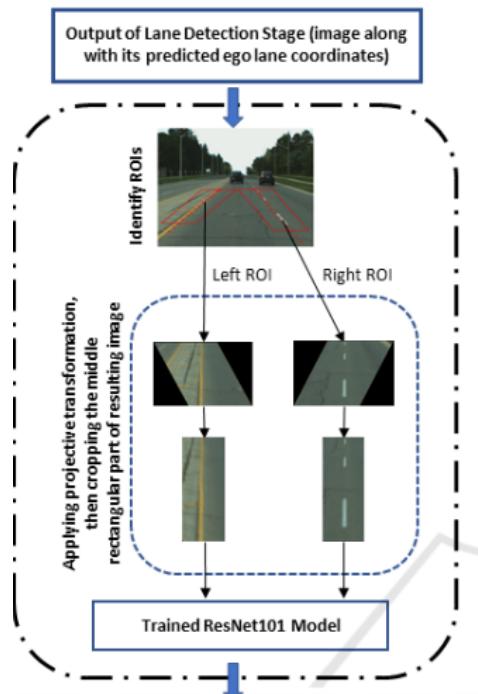 Output of Lane Detection Stage (image along
with its predicted ego lane coordinates)
Identify ROIs
Left ROI
Right ROI
Applying projective transformation,
then cropping the middle
rectangular part of resulting image
Trained ResNet101 Model